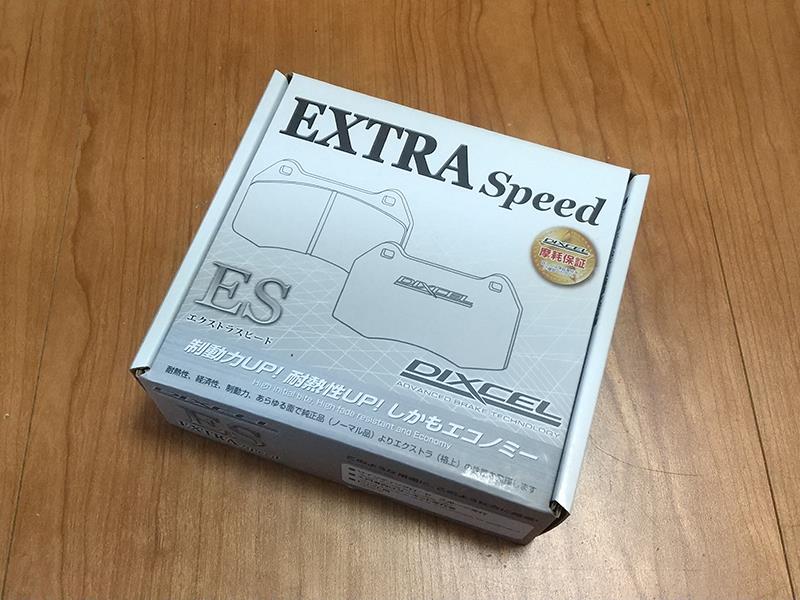 EXTRA Speed
DIXCEL
摩耗保証
DIXCEL
ES
エクストラスピード
DIXCEL
ADVANCED BRAKE TECHNOLOGY
制動力UP! 耐熱性UP! しかもエコノミー
High initial bite, High fade resistant and Economy
耐熱性、経済性、制動力、あらゆる面で純正品（ノーマル品）よりエクストラ（格上）の
ES
EXTRA Speed